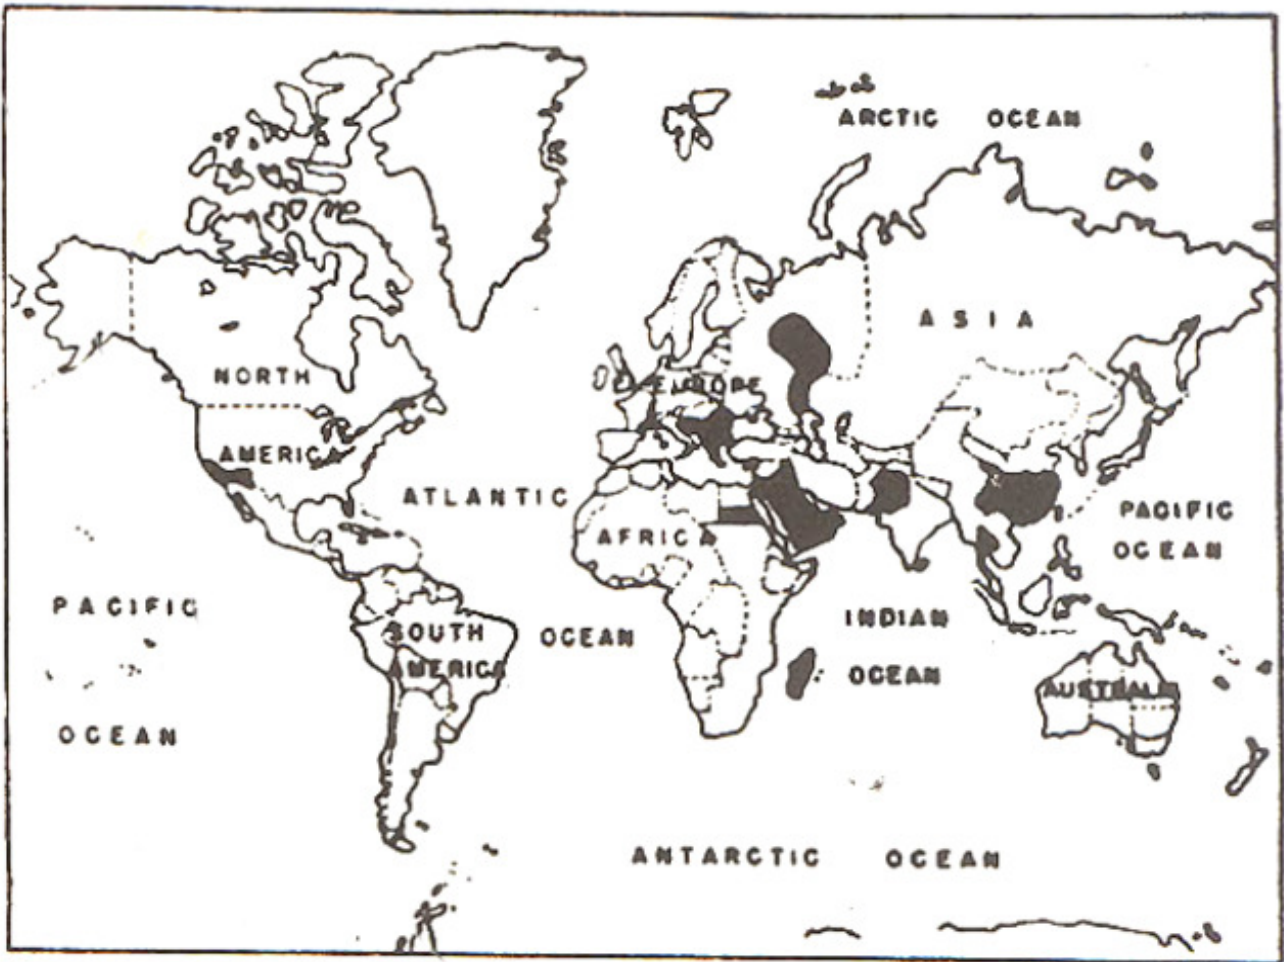 ARCTIC OCEAN
ASIA
NORTH
EUROPE
AMERICA
ATLANTIC
PACIFIC
OCEAN
AFRICA
PACIFIC
INDIAN
SOUTH
OCEAN
AMERICA
OCEAN
AUSTRALIA
OCEAN
ANTARCTIC OCEAN